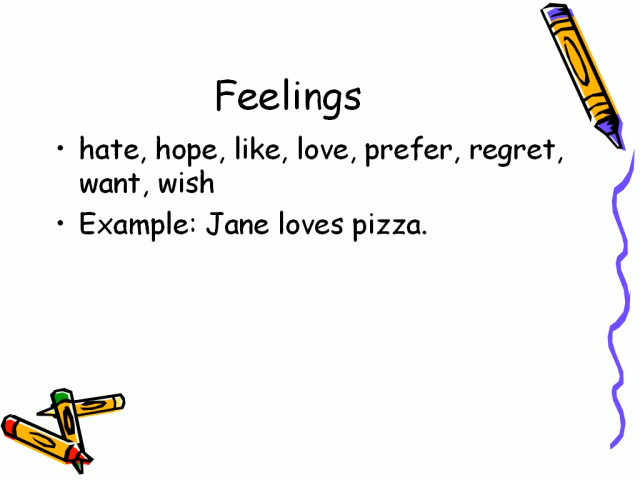 Feelings
• hate, hope, like, love, prefer, regret,
want, wish
• Example: Jane loves pizza.